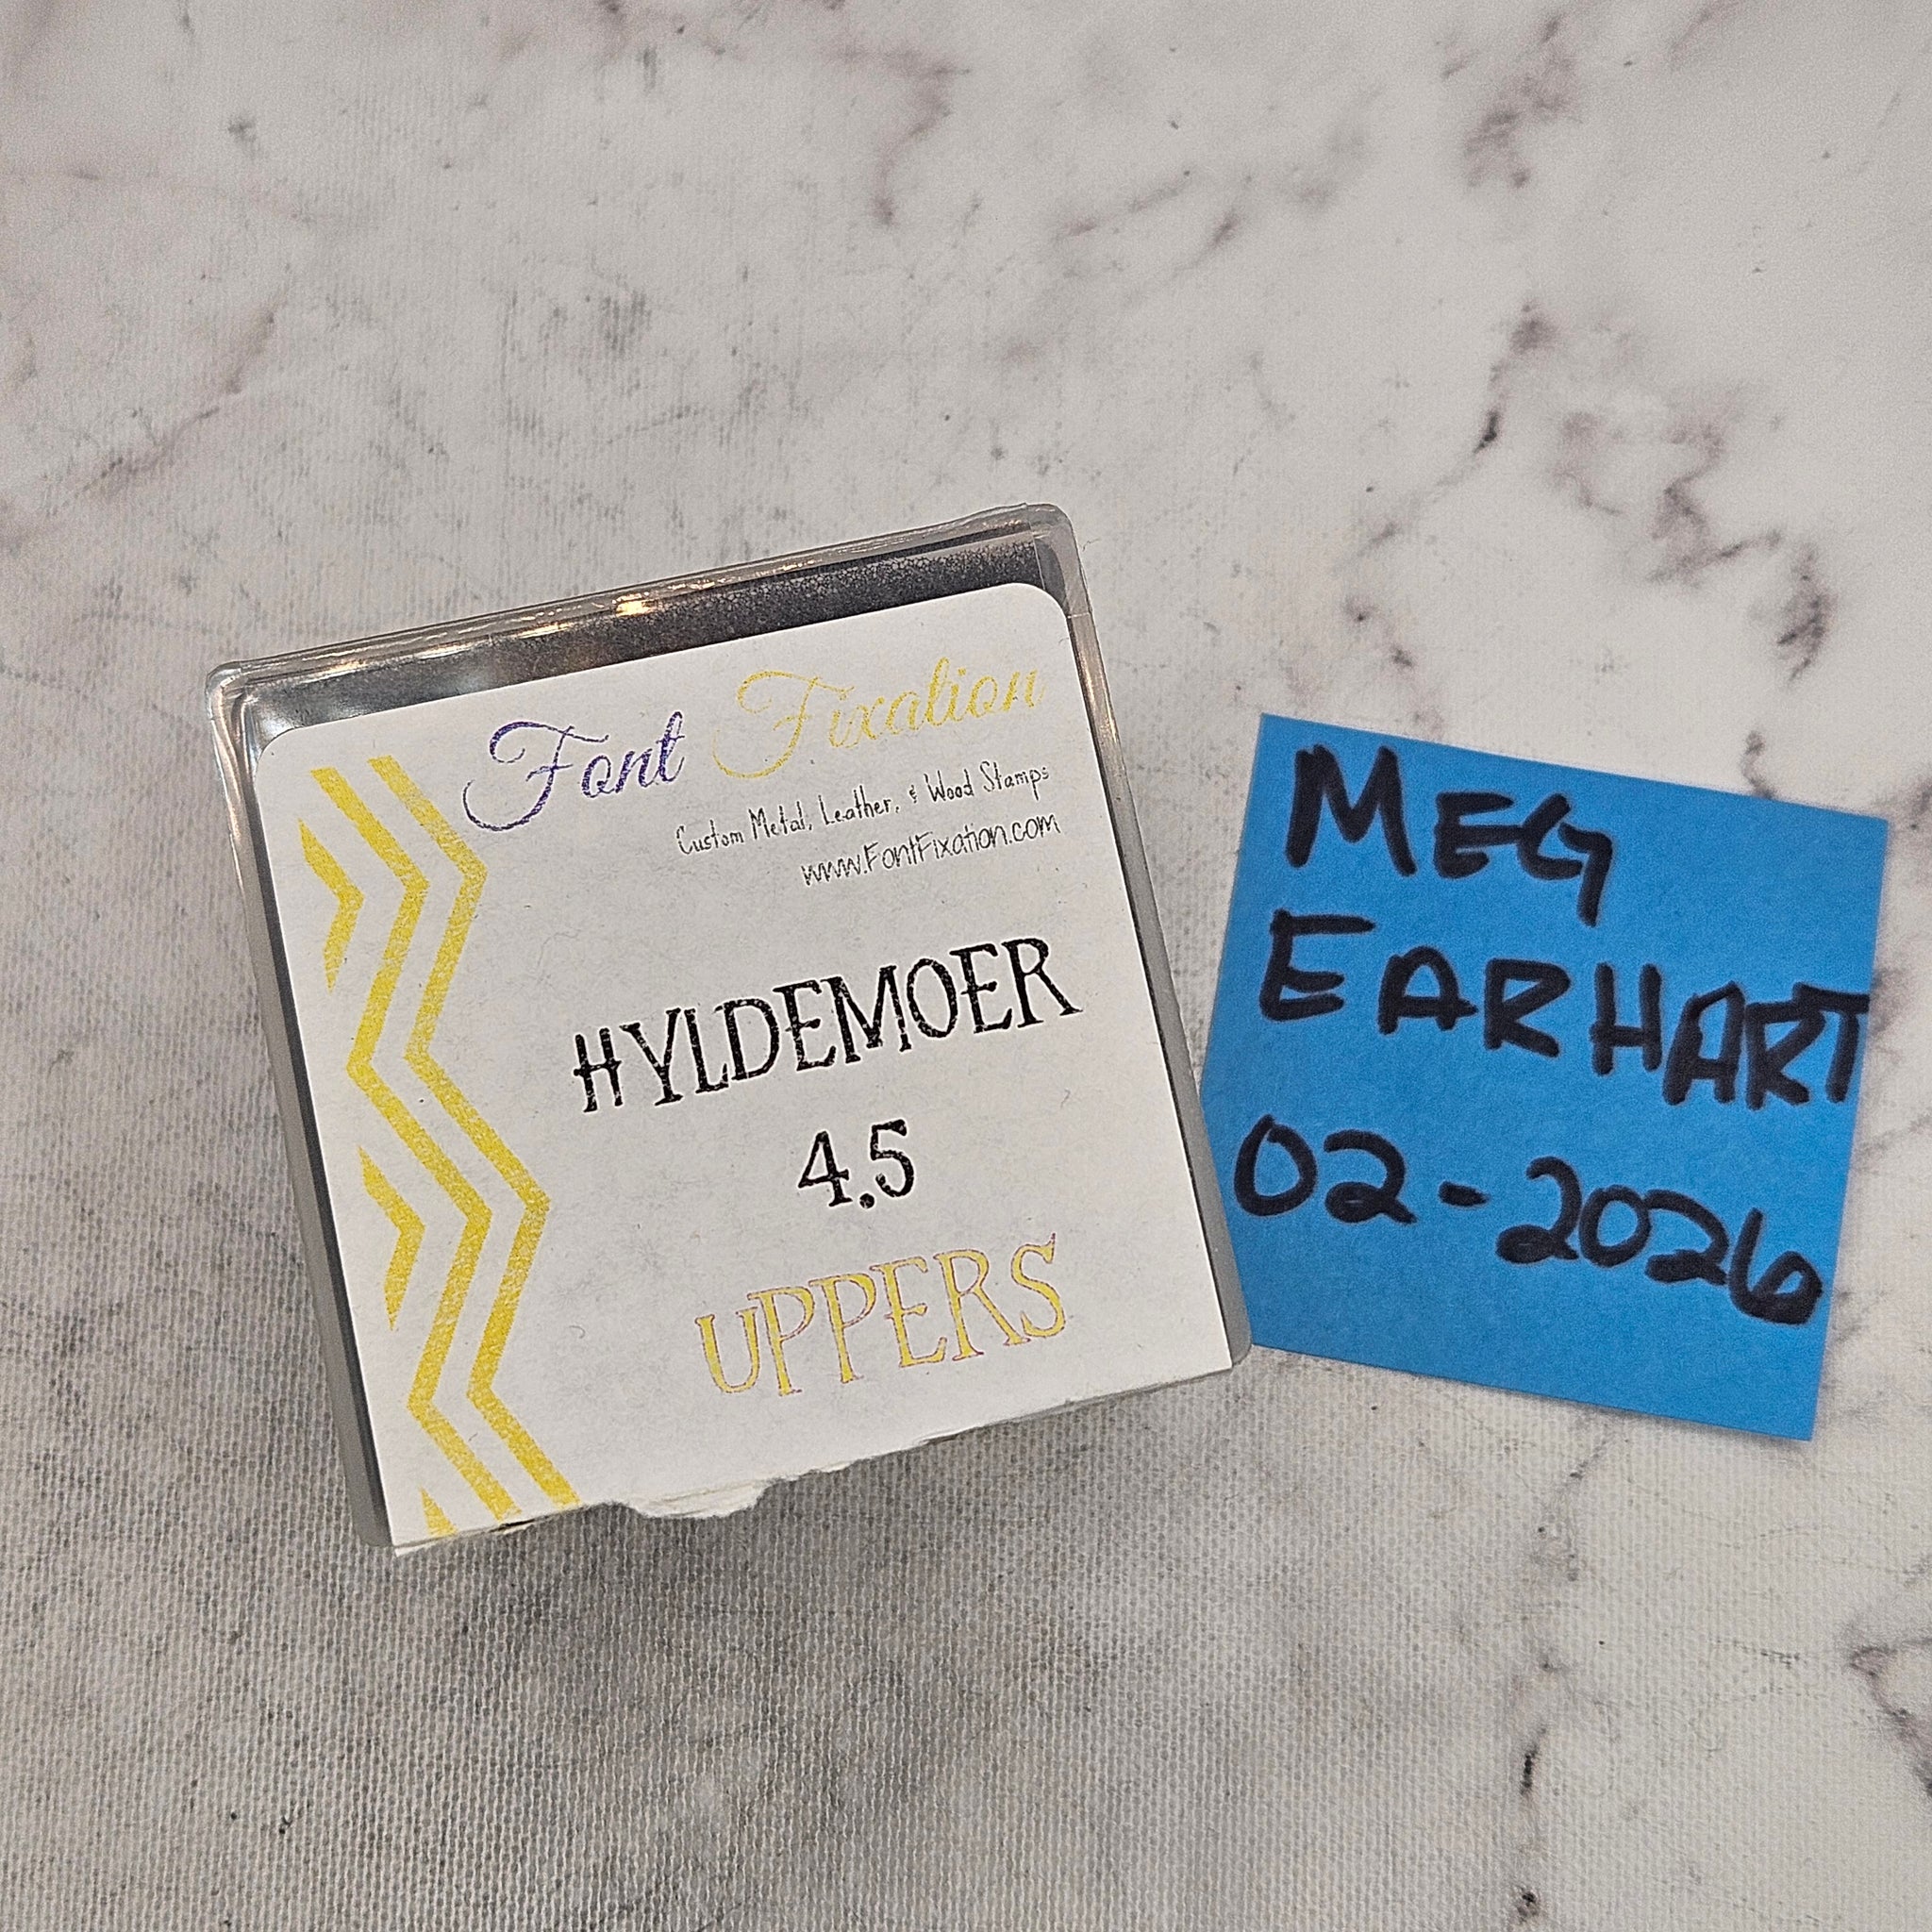 Font Fixation
Custom Metal, Leather, & Wood Stamps
www.FontFixation.com
HYLDEMOER
4.5
UPPERS
MEG
EARHART
02-2026